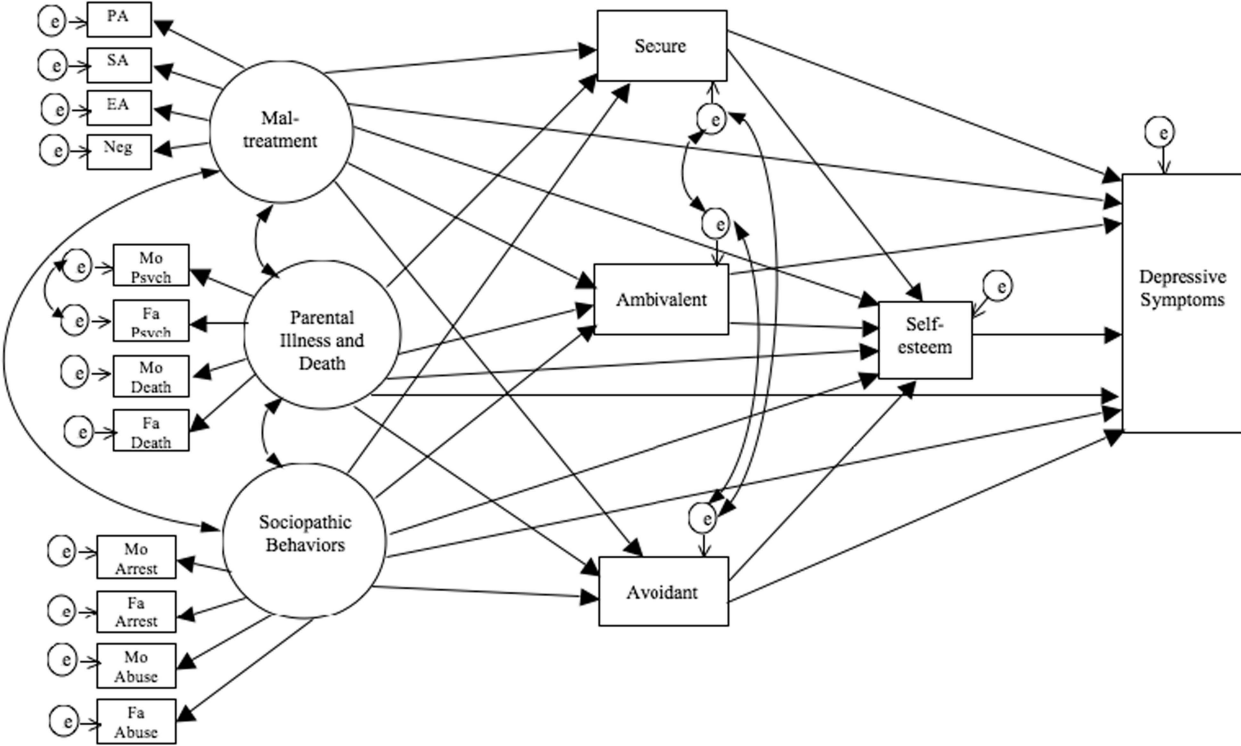 e
PA
e
SA
e
EA
e
Neg
Mal-
treatment
Secure
e
e
e
Depressive
Symptoms
e
Mo
Psych
e
Fa
Psych
e
Mo
Death
e
Fa
Death
Parental
Illness and
Death
Ambivalent
e
Self-
esteem
e
Sociopathic
Behaviors
Avoidant
e
Mo
Arrest
e
Fa
Arrest
e
Mo
Abuse
e
Fa
Abuse